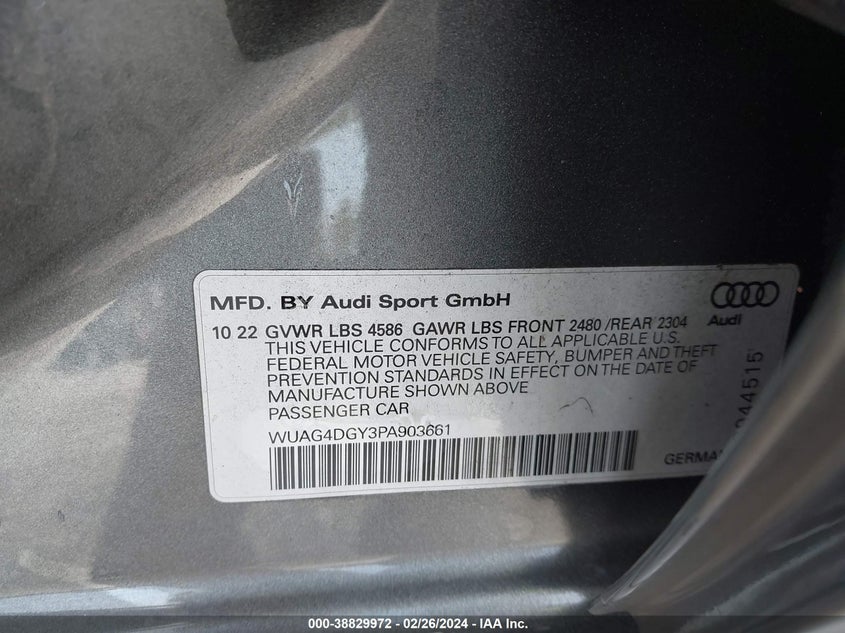 MFD. BY Audi Sport GmbH
Audi
10 22 GVWR LBS 4586 GAWR LBS FRONT 2480 /REAR 2304
THIS VEHICLE CONFORMS TO ALL APPLICABLE U.S.
FEDERAL MOTOR VEHICLE SAFETY, BUMPER AND THEFT
PREVENTION STANDARDS IN EFFECT ON THE DATE OF
MANUFACTURE SHOWN ABOVE
PASSENGER CAR
WUAG4DGY3PA903661
000-38829972 - 02/26/2024 - IAA Inc.